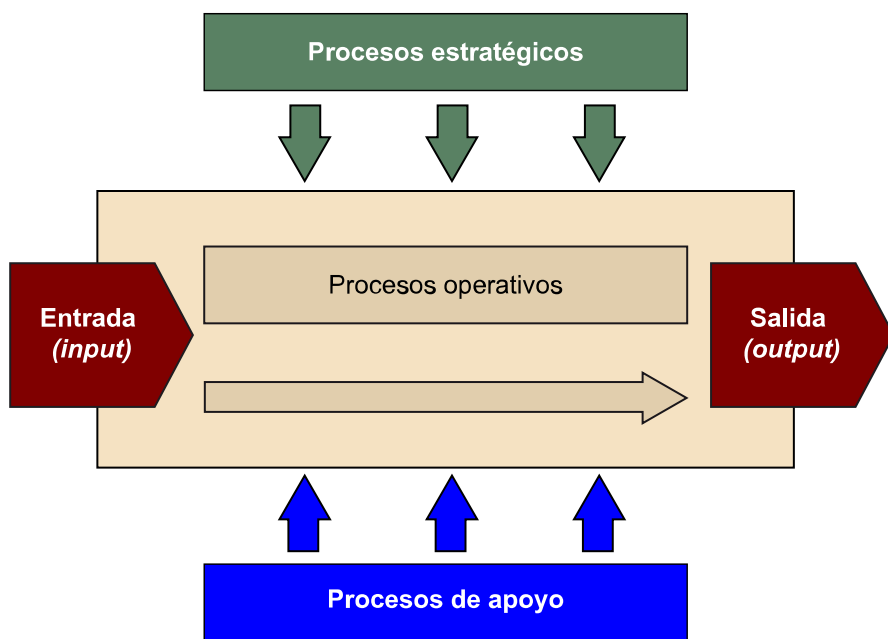 Procesos estratégicos
Procesos operativos
Entrada
(input)
Salida
(output)
Procesos de apoyo